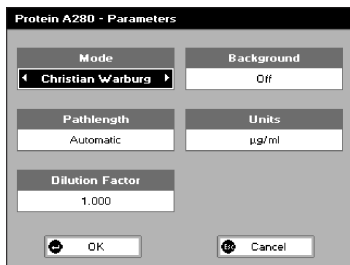 Protein A280 - Parameters
Mode
Christian Warburg
Background
Off
Pathlength
Automatic
Units
µg/ml
Dilution Factor
1.000
OK
Esc Cancel